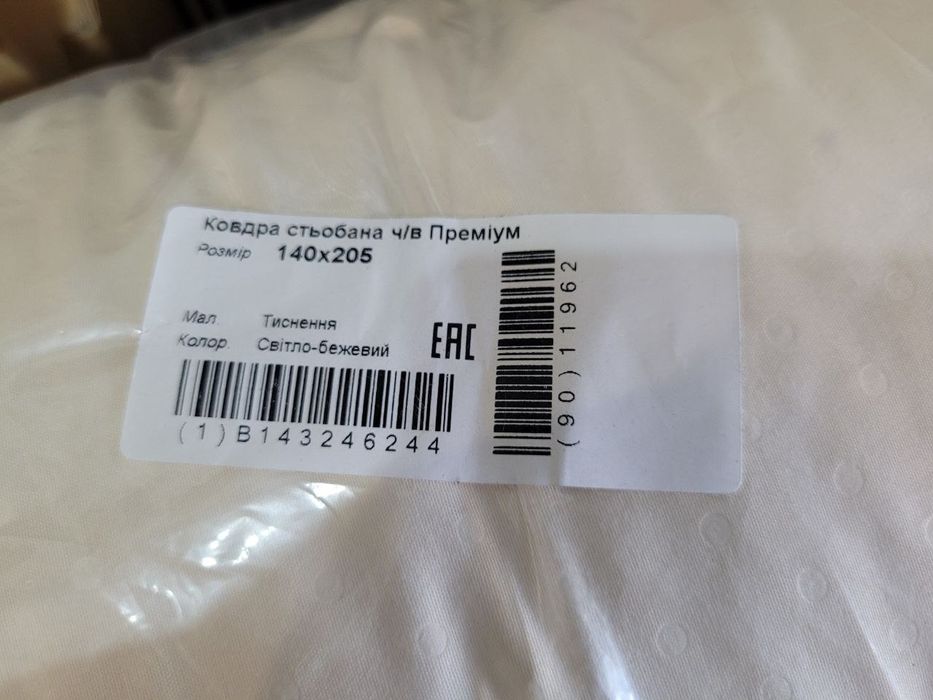 Ковдра стьобана ч/в Преміум
Розмір 140x205
Мал. Тиснення
Колор. Світло-бежевий
EAC
(1)B143246244
(90)11962